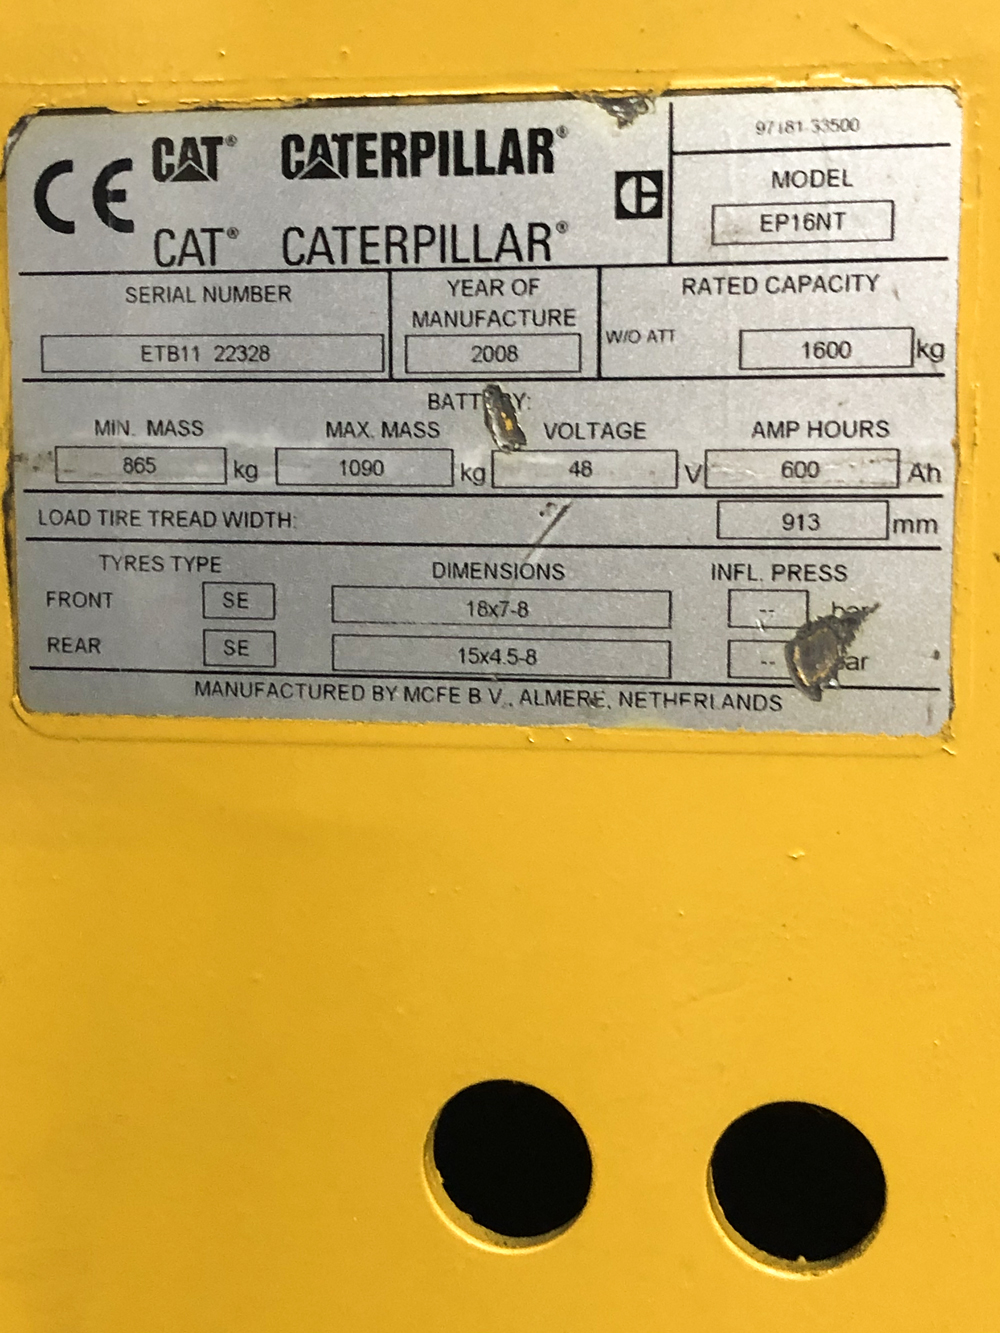 CE CAT® CATERPILLAR®
CAT® CATERPILLAR®
97181-33500
MODEL
EP16NT
SERIAL NUMBER
ETB11 22328
YEAR OF
MANUFACTURE
2008
RATED CAPACITY
W/O ATT 1600 kg
BATTERY:
MIN. MASS MAX. MASS VOLTAGE AMP HOURS
865 kg 1090 kg 48 V 600 Ah
LOAD TIRE TREAD WIDTH: 913 mm
TYRES TYPE DIMENSIONS INFL. PRESS
FRONT SE 18x7-8 -- bar
REAR SE 15x4.5-8 -- bar
MANUFACTURED BY MCFE B.V., ALMERE, NETHERLANDS